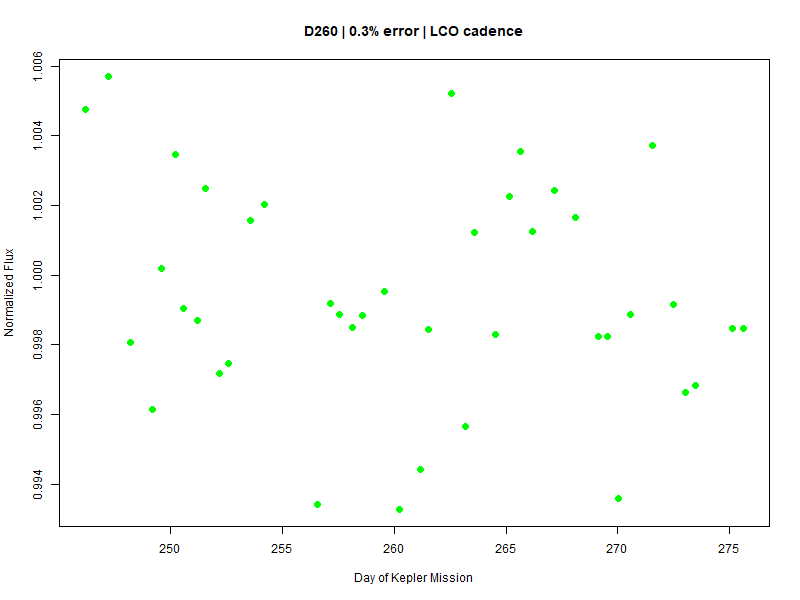 D260 | 0.3% error | LCO cadence
1.006
1.004
1.002
1.000
0.998
0.996
0.994
Normalized Flux
250 255 260 265 270 275
Day of Kepler Mission